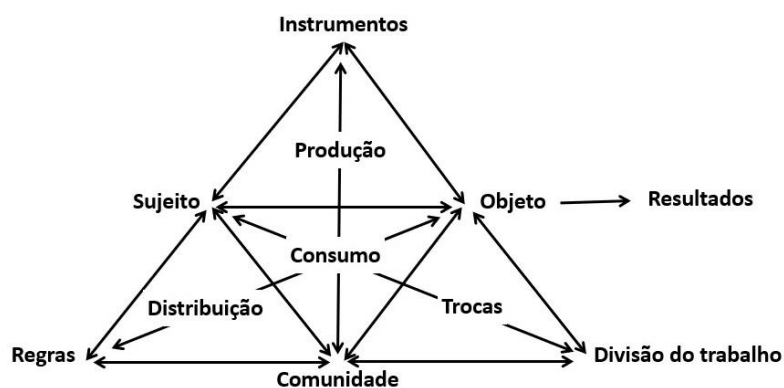 Instrumentos
Produção
Sujeito
Objeto
Resultados
Consumo
Distribuição
Trocas
Regras
Comunidade
Divisão do trabalho